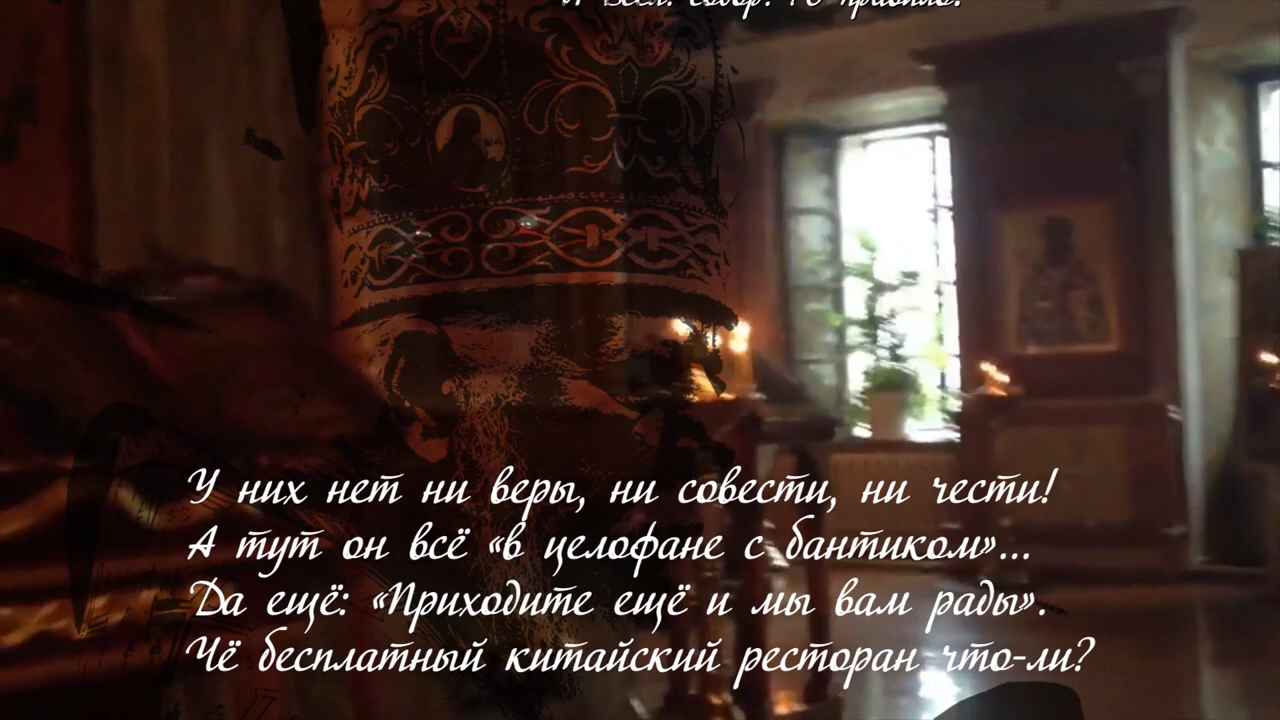 У них нет ни веры, ни совести, ни чести!
А тут он всё «в целофане с бантиком»...
Да ещё: «Приходите ещё и мы вам рады».
Чё бесплатный китайский ресторан что-ли?